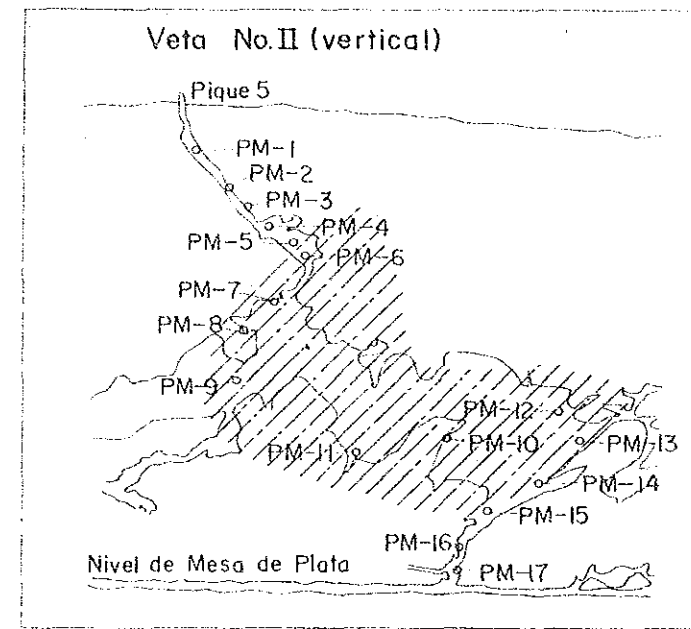 Veta No. II (vertical)
Pique 5
PM-1
PM-2
PM-3
PM-4
PM-5
PM-6
PM-7
PM-8
PM-9
PM-12
PM-10
PM-13
PM-11
PM-14
PM-15
PM-16
Nivel de Mesa de Plata
PM-17